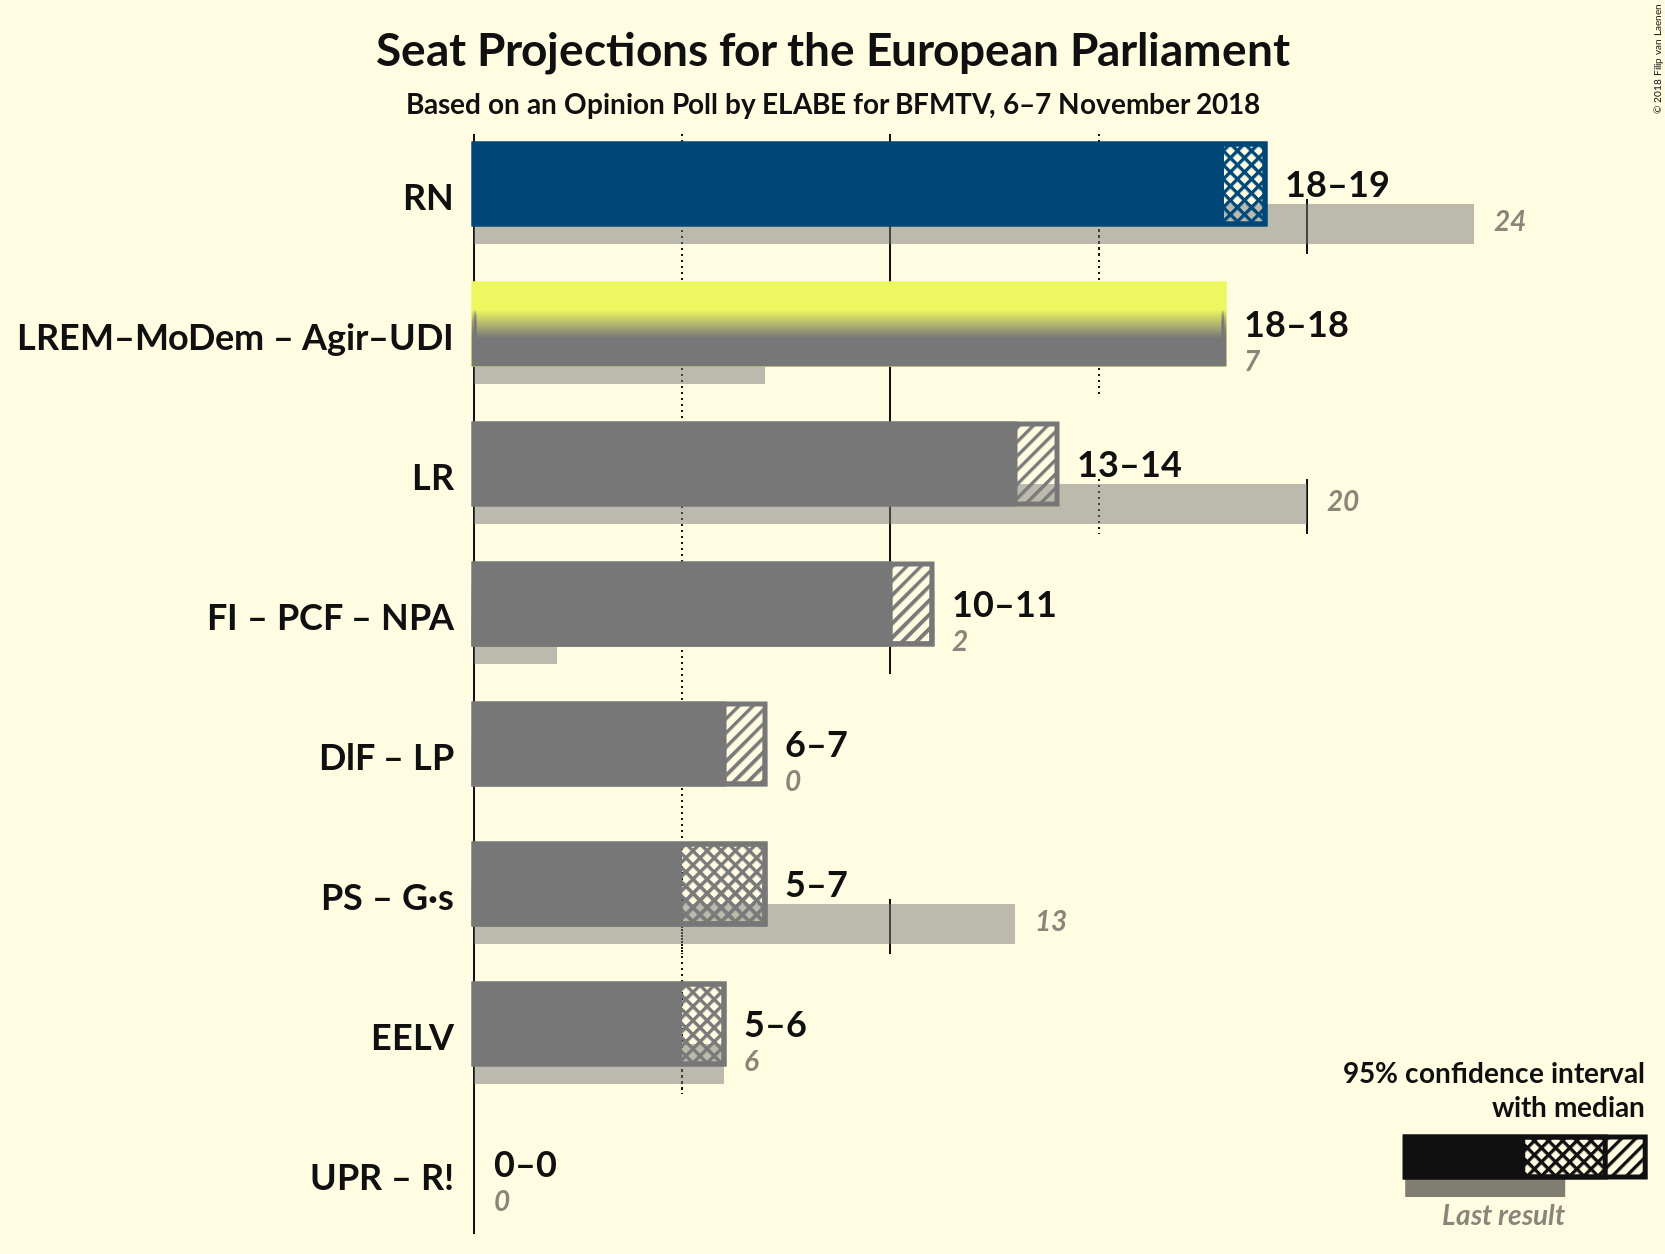 Seat Projections for the European Parliament
Based on an Opinion Poll by ELABE for BFMTV, 6–7 November 2018
© 2018 Filip van Laenen
RN
18–19
24
LREM–MoDem – Agir–UDI
18–18
7
LR
13–14
20
FI – PCF – NPA
10–11
2
DlF – LP
6–7
0
PS – G·s
5–7
13
EELV
5–6
6
UPR – R!
0–0
0
95% confidence interval
with median
Last result